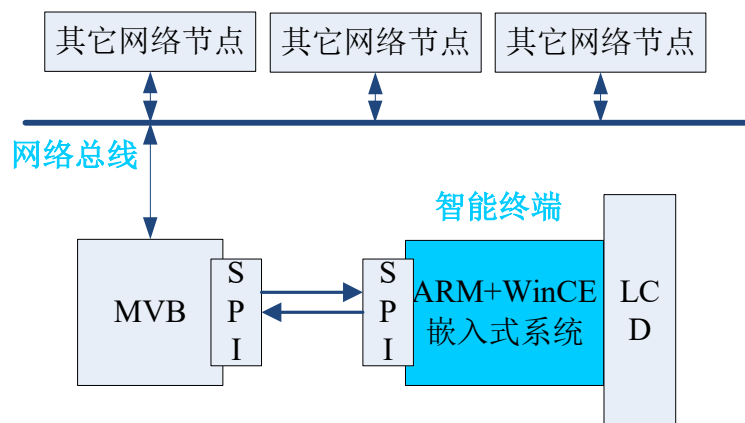 其它网络节点
其它网络节点
其它网络节点
网络总线
智能终端
MVB
S
P
I
S
P
I
ARM+WinCE
嵌入式系统
LC
D